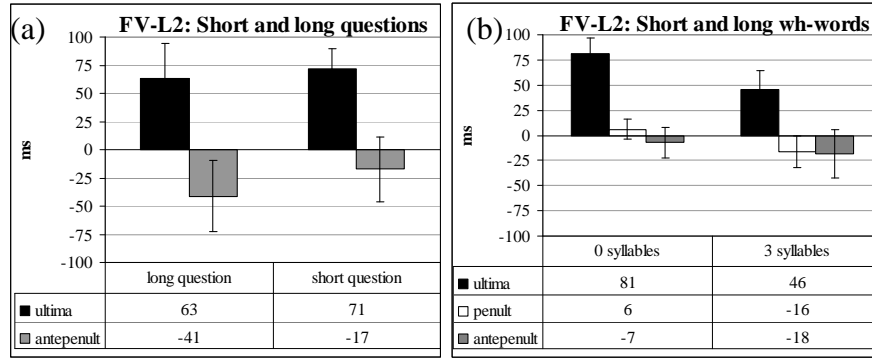 (a)
FV-L2: Short and long questions
100
75
50
25
0
-25
-50
-75
-100
ms
long question short question
ultima 63 71
antepenult -41 -17
(b)
FV-L2: Short and long wh-words
100
75
50
25
0
-25
-50
-75
-100
ms
0 syllables 3 syllables
ultima 81 46
penult 6 -16
antepenult -7 -18